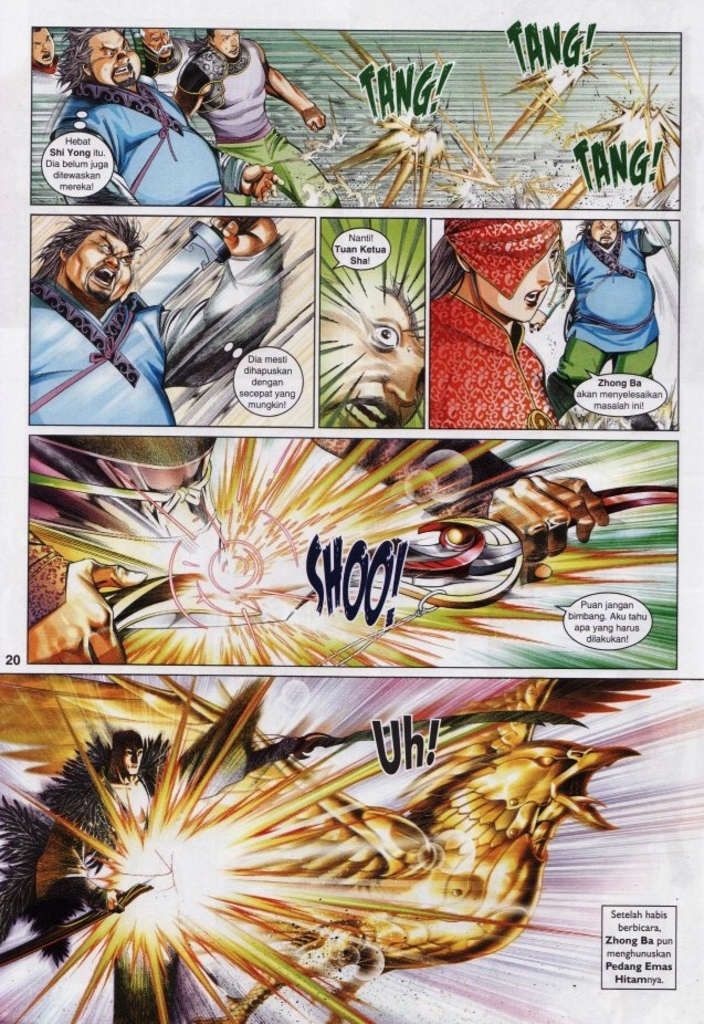 TANG!
TANG!
TANG!
Hebat
Shi Yong itu.
Dia belum juga
ditewaskan
mereka!
Dia mesti
dihapuskan
dengan
secepat yang
mungkin!
Nanti!
Tuan Ketua
Sha!
Zhong Ba
akan menyelesaikan
masalah ini!
SHOO!
Puan jangan
bimbang. Aku tahu
apa yang harus
dilakukan!
20
Uh!
Setelah habis
berbicara,
Zhong Ba pun
menghunuskan
Pedang Emas
Hitamnya.